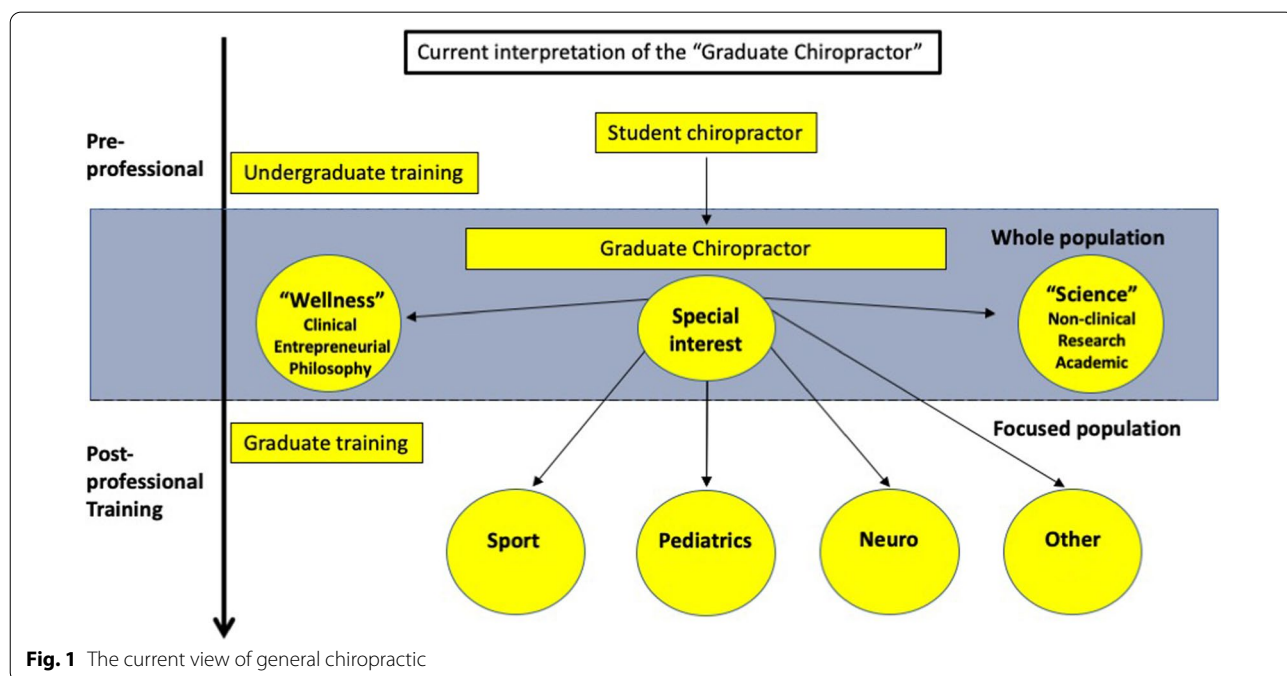 Current interpretation of the “Graduate Chiropractor”
Pre-
professional
Student chiropractor
Undergraduate training
Graduate Chiropractor
Whole population
“Wellness”
Clinical
Entrepreneurial
Philosophy
Special
interest
“Science”
Non-clinical
Research
Academic
Graduate training
Focused population
Post-
professional
Training
Sport
Pediatrics
Neuro
Other
Fig. 1 The current view of general chiropractic